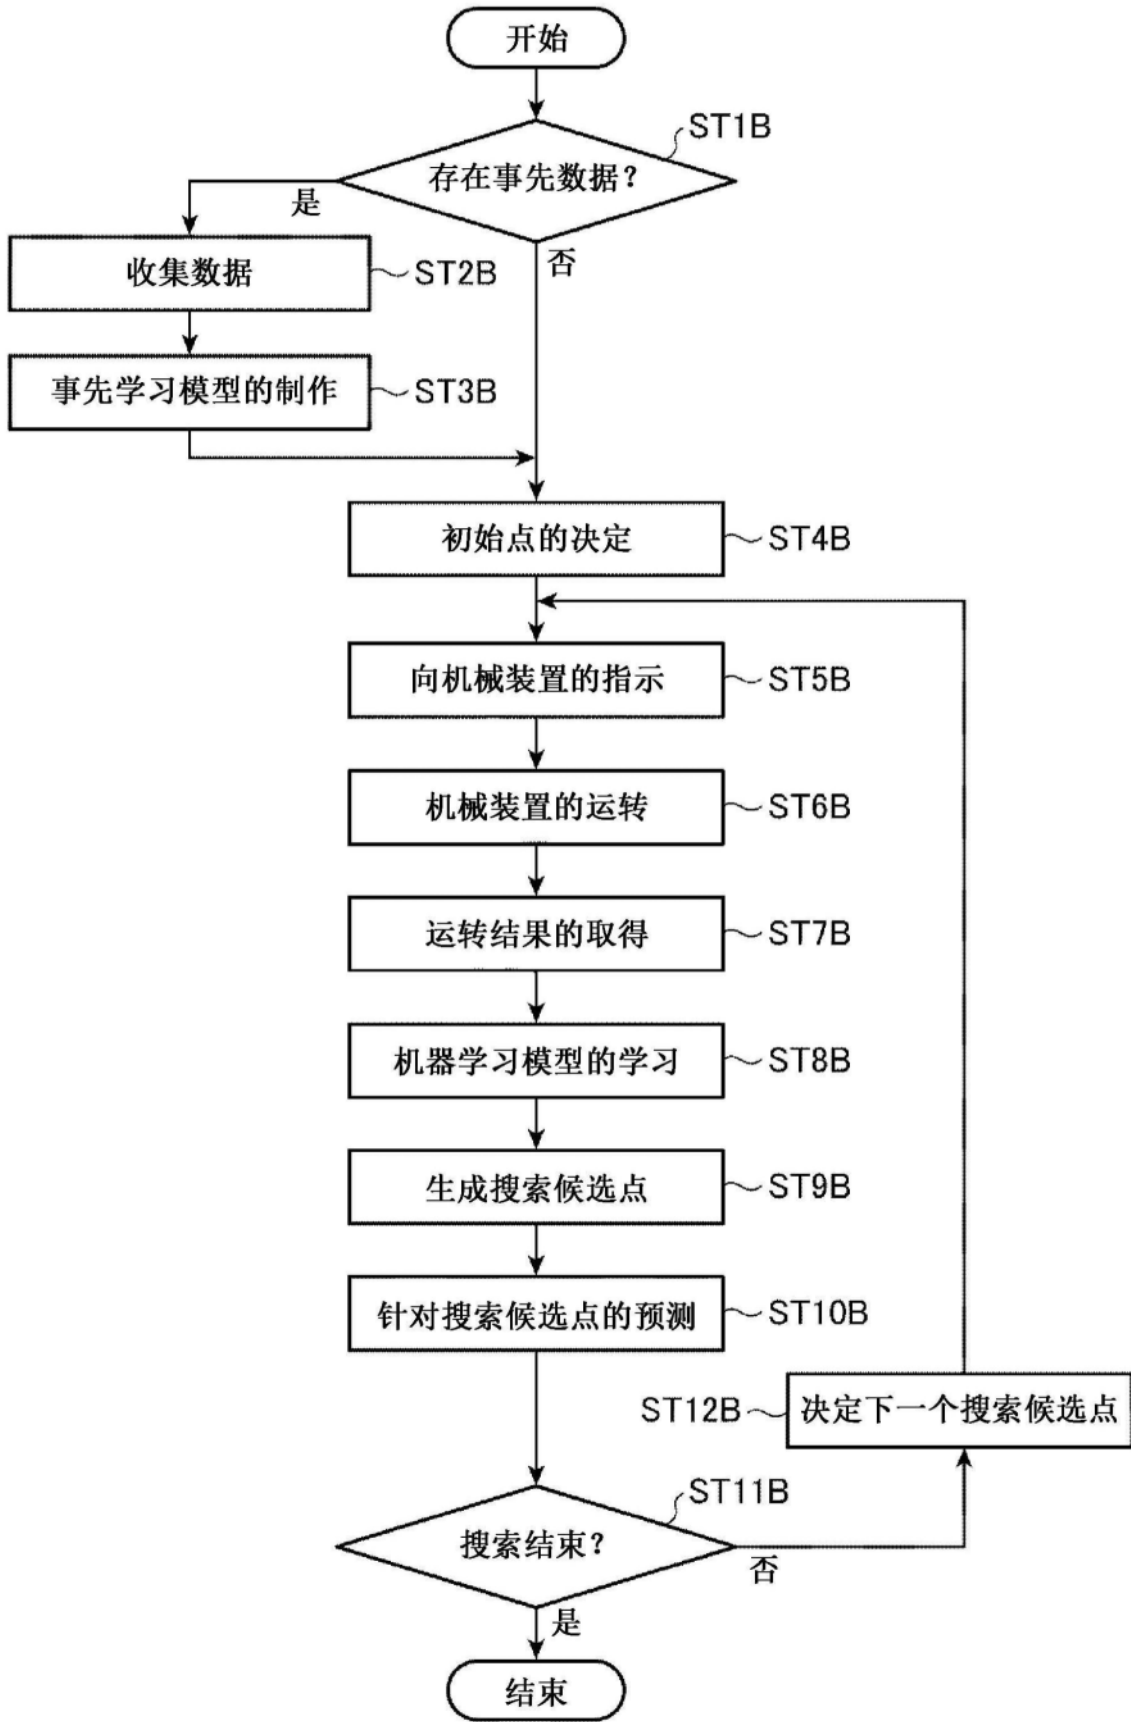 开始
ST1B
存在事先数据？
是
否
收集数据
ST2B
事先学习模型的制作
ST3B
初始点的决定
ST4B
向机械装置的指示
ST5B
机械装置的运转
ST6B
运转结果的取得
ST7B
机器学习模型的学习
ST8B
生成搜索候选点
ST9B
针对搜索候选点的预测
ST10B
ST12B
决定下一个搜索候选点
ST11B
搜索结束？
否
是
结束